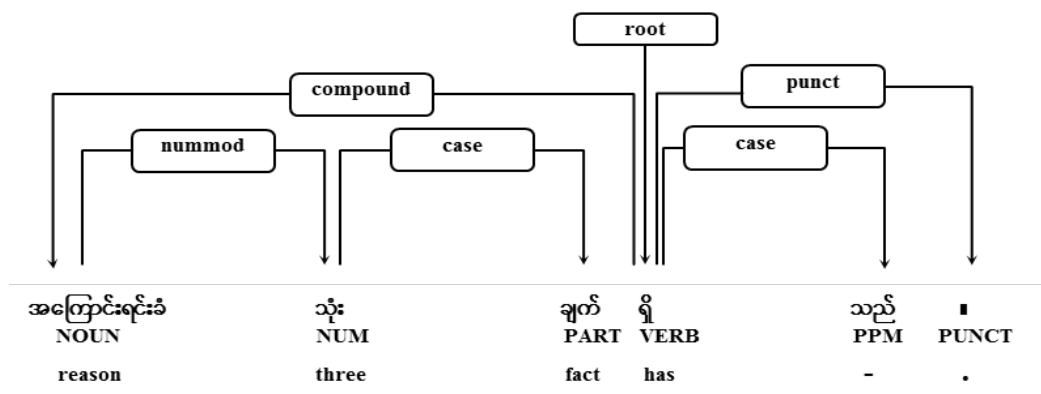 root
compound punct
nummod case case
အကြောင်းရင်းခံ သုံး ချက် ရှိ သည် ။
NOUN NUM PART VERB PPM PUNCT
reason three fact has – .